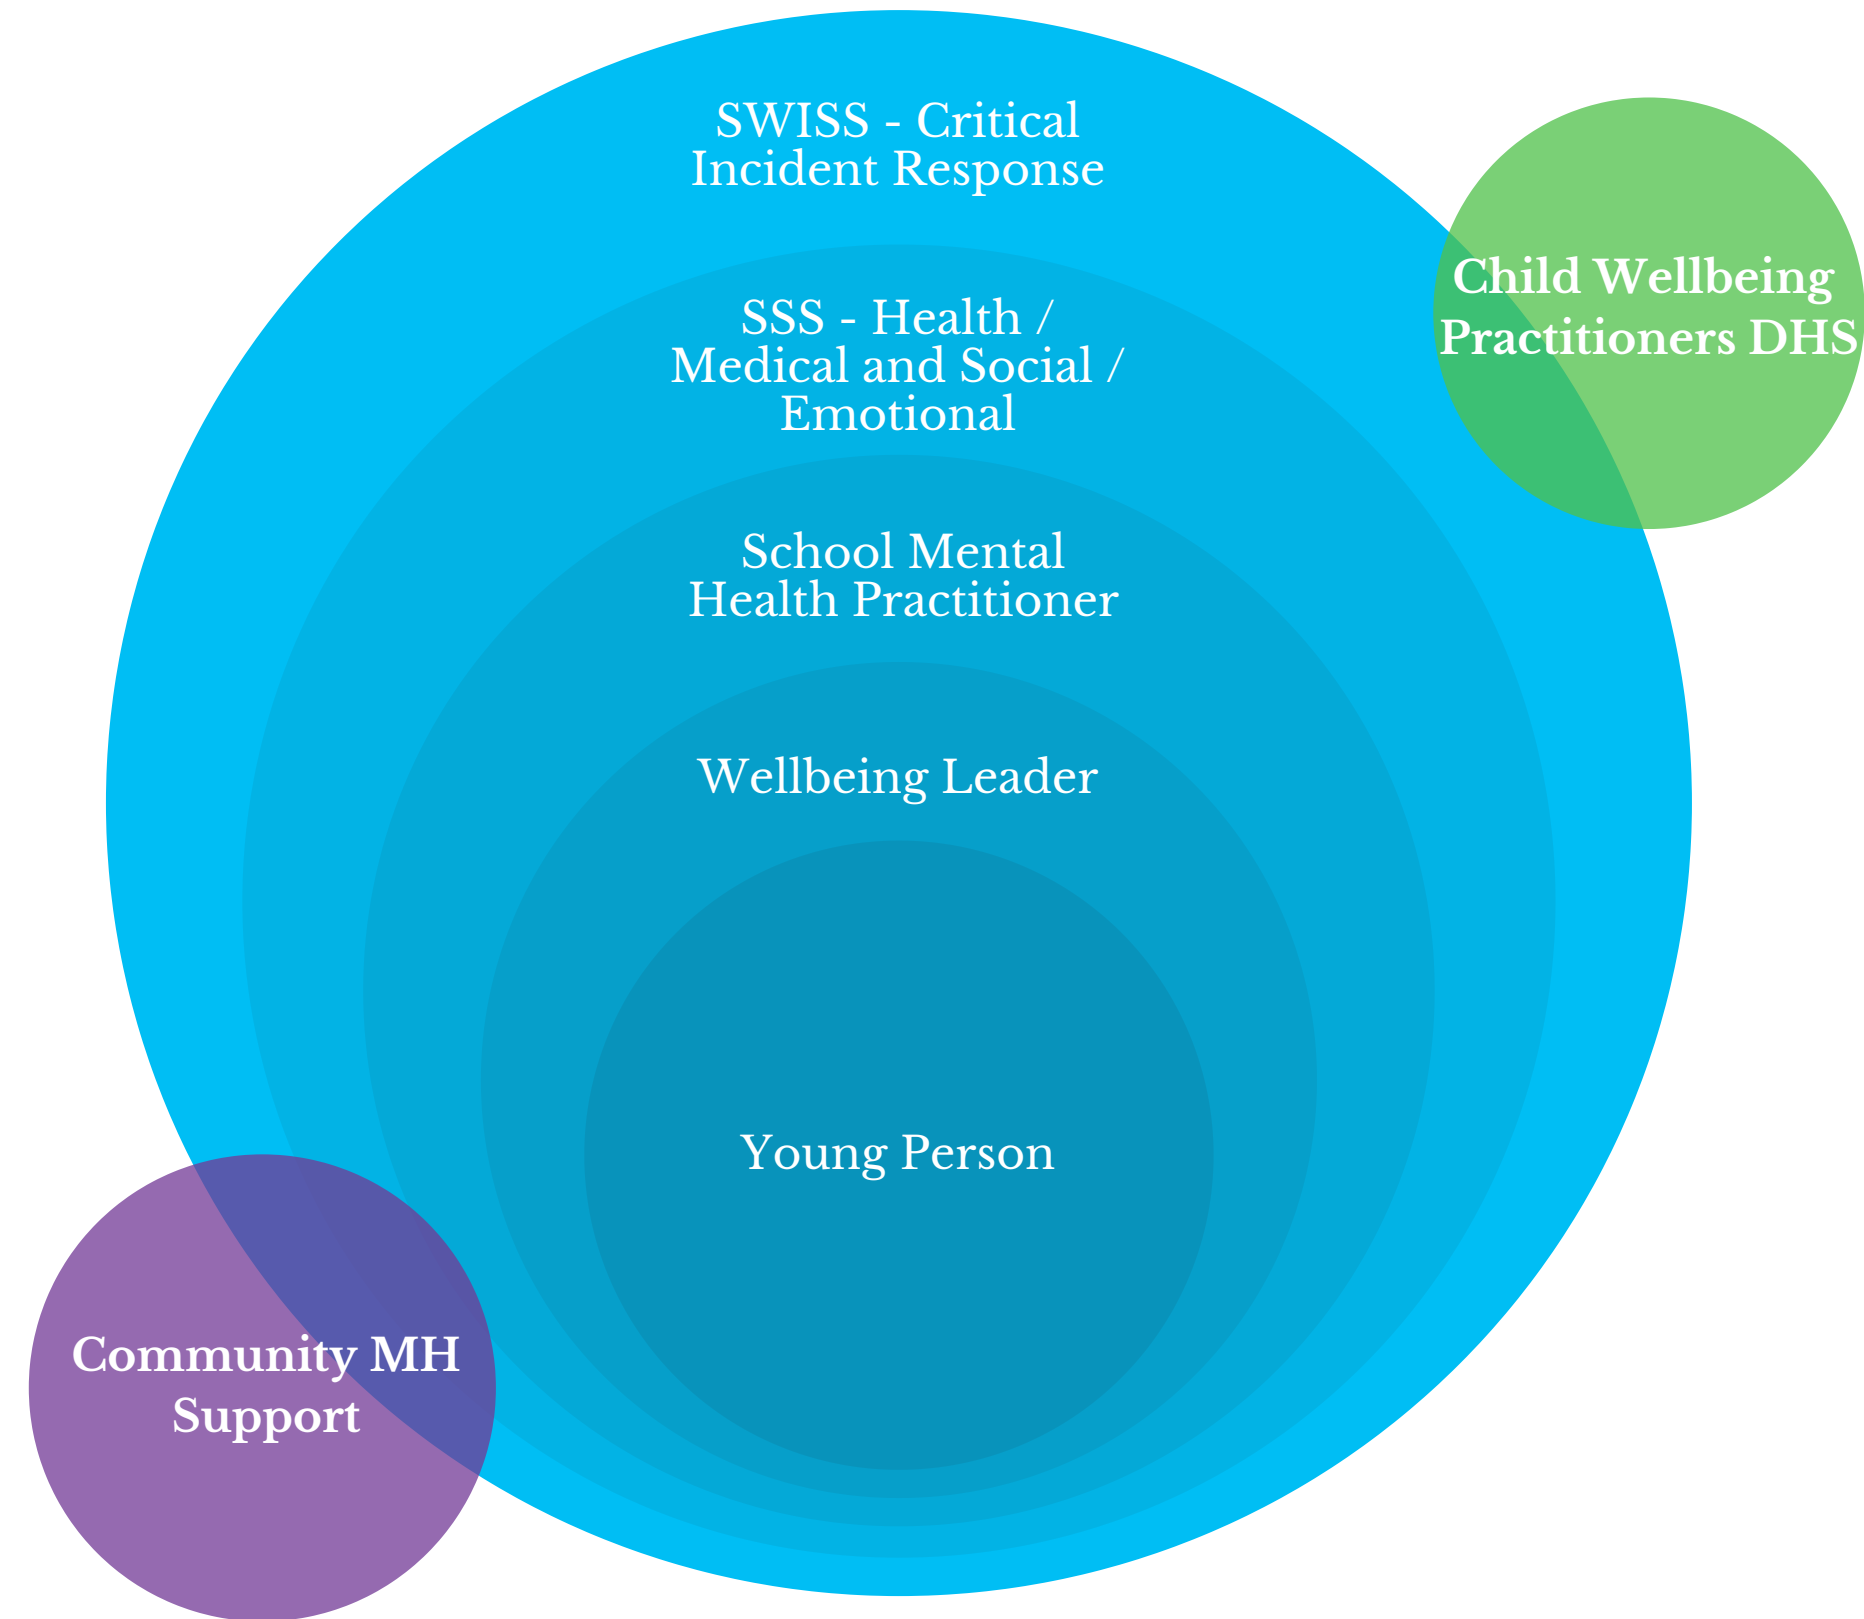 SWISS - Critical
Incident Response
Child Wellbeing
Practitioners DHS
SSS - Health /
Medical and Social /
Emotional
School Mental
Health Practitioner
Wellbeing Leader
Young Person
Community MH
Support